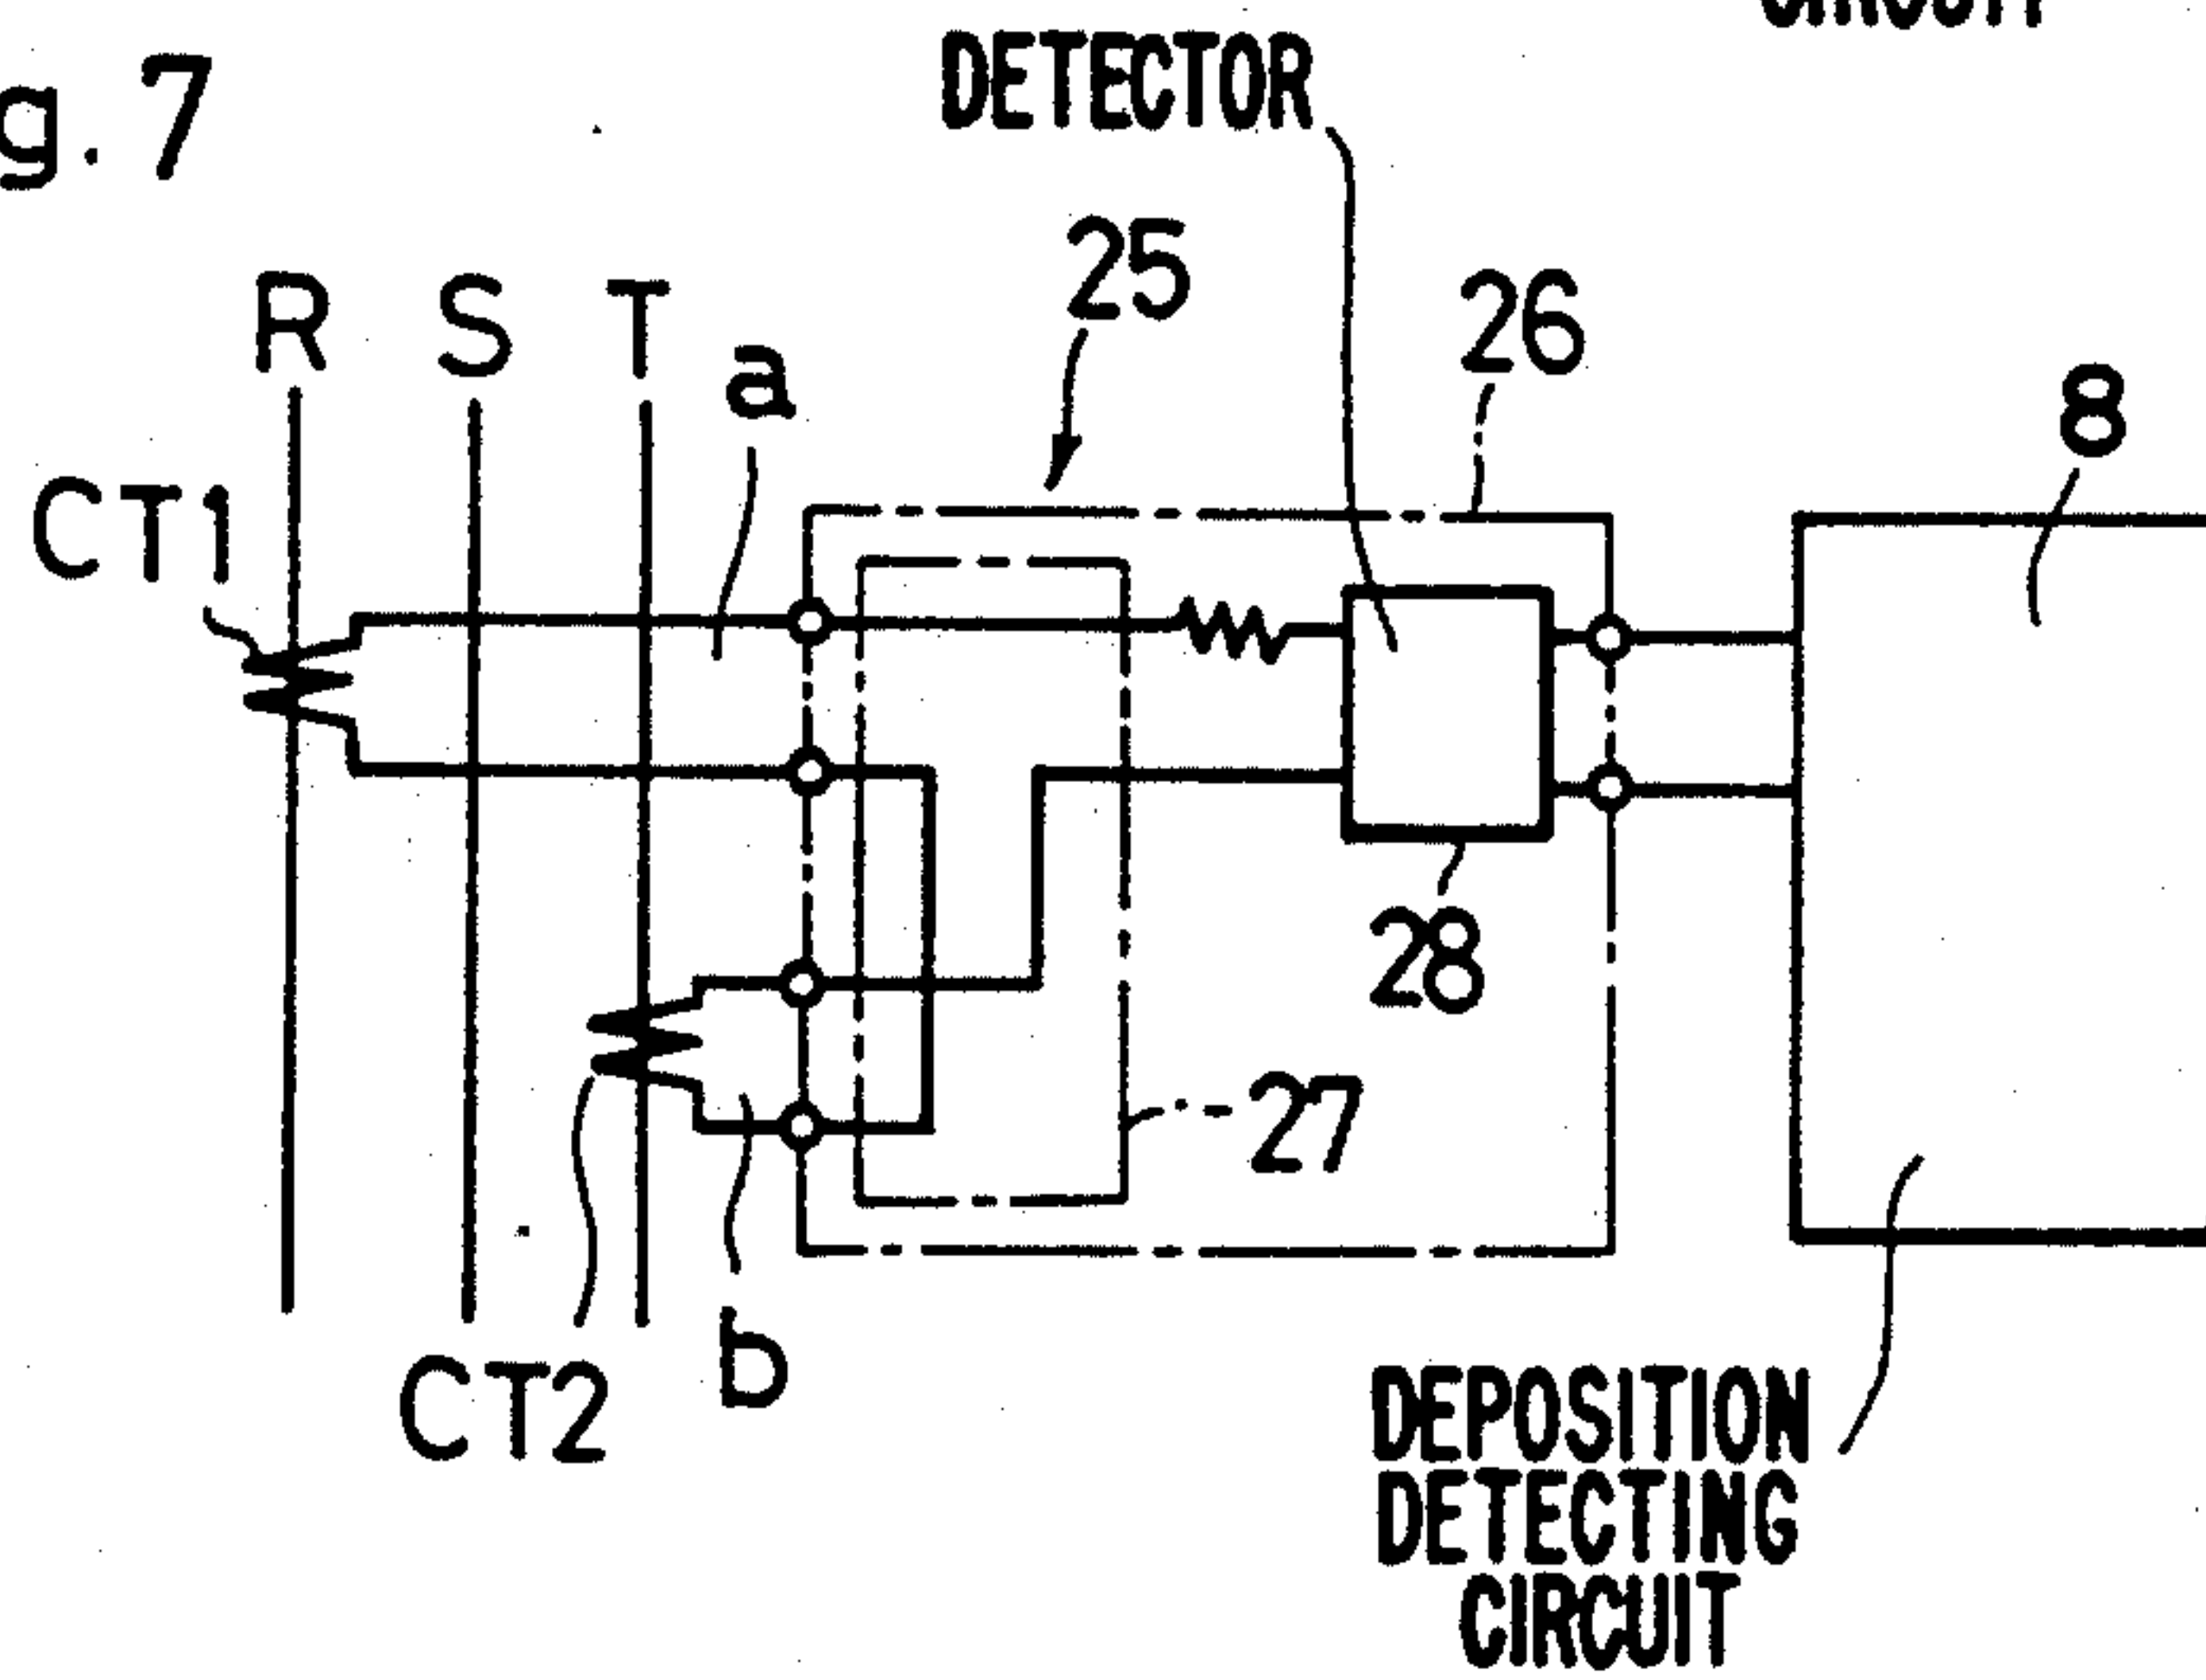 DETECTOR
g. 7
25
26
R S T
a
8
CT1
28
27
CT2
b
DEPOSITION
DETECTING
CIRCUIT